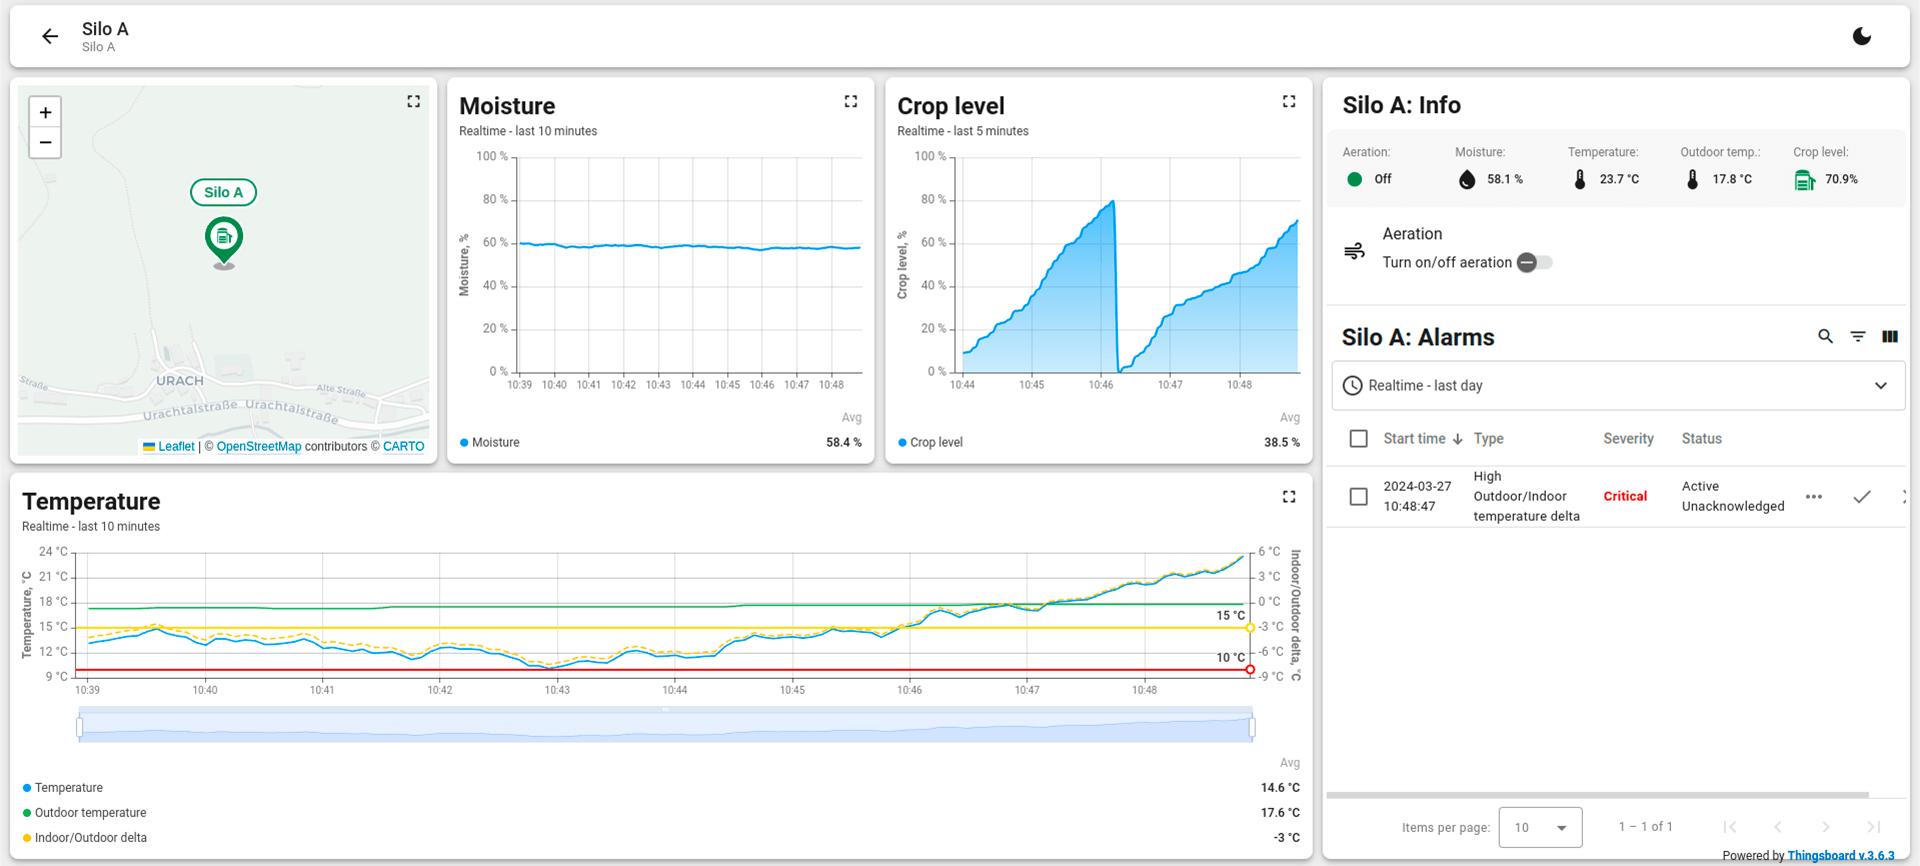 Silo A
Silo A
+
−
Silo A
URACH
Straße
Alte Straße
Urachtalstraße Urachtalstraße
Leaflet | © OpenStreetMap contributors © CARTO
Moisture
Realtime - last 10 minutes
Moisture, %
100 %
80 %
60 %
40 %
20 %
0 %
10:39 10:40 10:41 10:42 10:43 10:44 10:45 10:46 10:47 10:48
Avg
Moisture 58.4 %
Crop level
Realtime - last 5 minutes
Crop level, %
100 %
80 %
60 %
40 %
20 %
0 %
10:44 10:45 10:46 10:47 10:48
Avg
Crop level 38.5 %
Silo A: Info
Aeration: Moisture: Temperature: Outdoor temp.: Crop level:
Off 58.1 % 23.7 °C 17.8 °C 70.9%
Aeration
Turn on/off aeration
Silo A: Alarms
Realtime - last day
Start time Type Severity Status
2024-03-27
10:48:47
High
Outdoor/Indoor
temperature delta
Critical
Active
Unacknowledged
Items per page: 10 1 – 1 of 1
Powered by Thingsboard v.3.6.3
Temperature
Realtime - last 10 minutes
Temperature, °C
24 °C
21 °C
18 °C
15 °C
12 °C
9 °C
15 °C
10 °C
6 °C
3 °C
0 °C
-3 °C
-6 °C
-9 °C
Indoor/Outdoor delta, °C
10:39 10:40 10:41 10:42 10:43 10:44 10:45 10:46 10:47 10:48
Avg
Temperature 14.6 °C
Outdoor temperature 17.6 °C
Indoor/Outdoor delta -3 °C